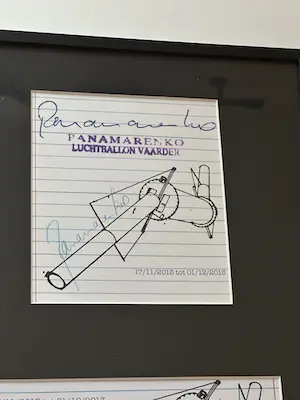 Panamarenko
PANAMARENKO
LUCHTBALLON VAARDER
Panamarenko
17/11/2013 tot 01/12/2013